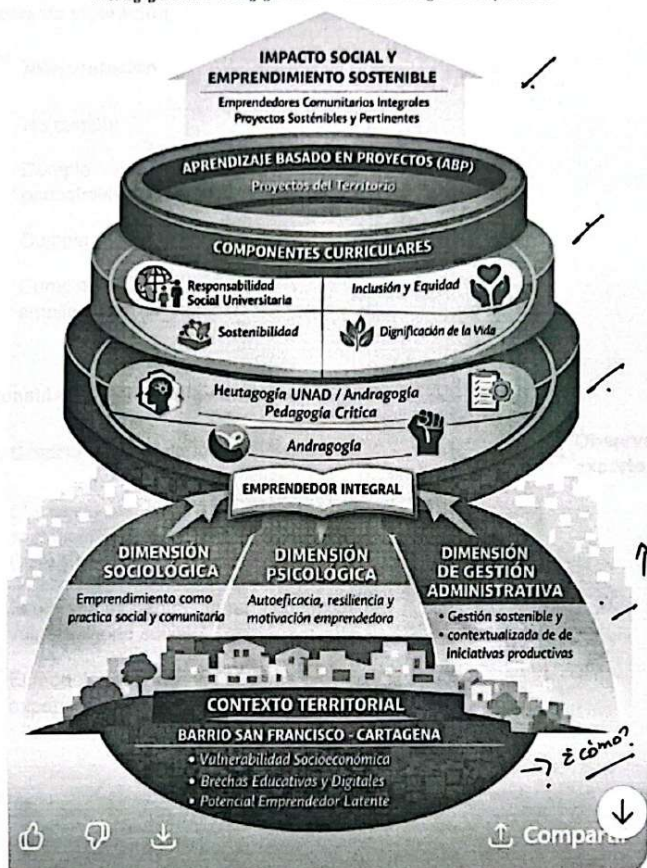 IMPACTO SOCIAL Y
EMPRENDIMIENTO SOSTENIBLE
Emprendedores Comunitarios Integrales
Proyectos Sosténibles y Pertinentes
APRENDIZAJE BASADO EN PROYECTOS (ABP)
Proyectos del Territorio
COMPONENTES CURRICULARES
Responsabilidad
Social Universitaria
Inclusión y Equidad
Sostenibilidad
Dignificación de la Vida
Heutagogía UNAD / Andragogía
Pedagogía Critica
Andragogía
EMPRENDEDOR INTEGRAL
DIMENSIÓN
SOCIOLÓGICA
Emprendimiento como
practica social y comunitaria
DIMENSIÓN
PSICOLÓGICA
Autoeficacia, resiliencia y
motivación emprendedora
DIMENSIÓN
DE GESTIÓN
ADMINISTRATIVA
• Gestión sostenible y
• contextualizada de de
iniciativas productivas
CONTEXTO TERRITORIAL
BARRIO SAN FRANCISCO - CARTAGENA
• Vulnerabilidad Socioeconómica
• Brechas Educativas y Digitales
• Potencial Emprendedor Latente
¿cómo?
Compartir